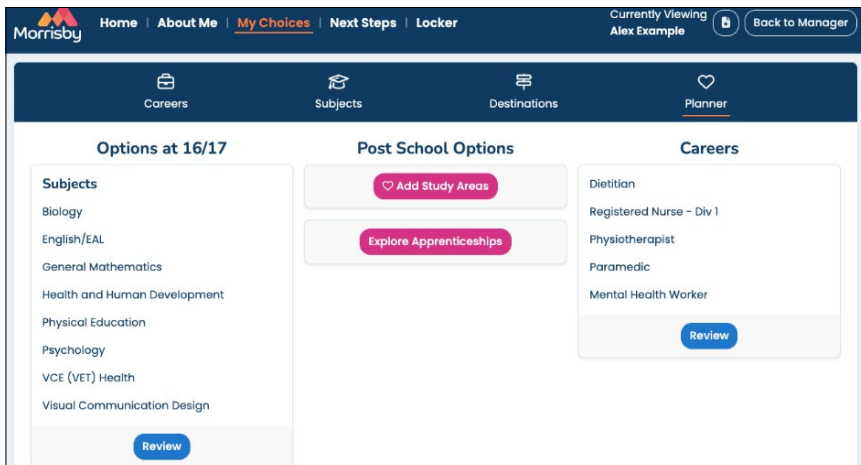 Morrisby
Home | About Me | My Choices | Next Steps | Locker
Currently Viewing
Alex Example
Back to Manager
Careers
Subjects
Destinations
Planner
Options at 16/17
Subjects
Biology
English/EAL
General Mathematics
Health and Human Development
Physical Education
Psychology
VCE (VET) Health
Visual Communication Design
Review
Post School Options
Add Study Areas
Explore Apprenticeships
Careers
Dietitian
Registered Nurse - Div 1
Physiotherapist
Paramedic
Mental Health Worker
Review